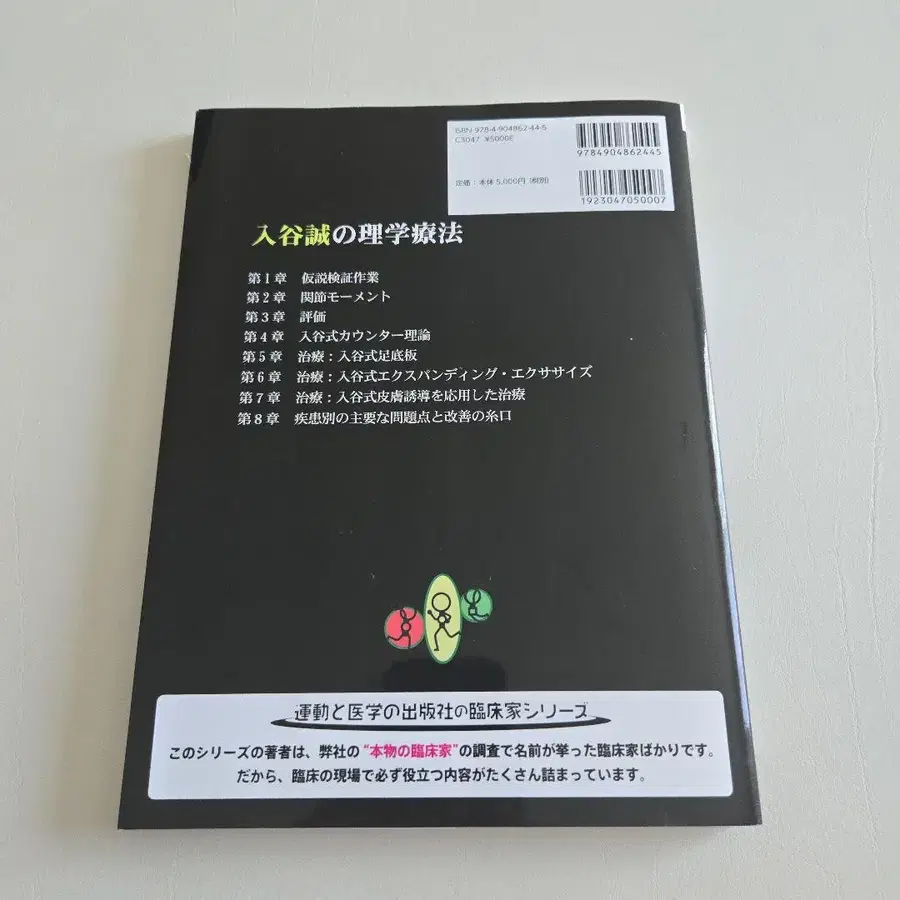 ISBN 978-4-904862-44-5
C3047 ¥5000E
9784904862445
定価：本体 5,000円（税別）
1923047050007
入谷誠の理学療法
第1章 仮説検証作業
第2章 関節モーメント
第3章 評価
第4章 入谷式カウンター理論
第5章 治療：入谷式足底板
第6章 治療：入谷式エクスパンディング・エクササイズ
第7章 治療：入谷式皮膚誘導を応用した治療
第8章 疾患別の主要な問題点と改善の糸口
運動と医学の出版社の臨床家シリーズ
このシリーズの著者は、弊社の“本物の臨床家”の調査で名前が挙った臨床家ばかりです。
だから、臨床の現場で必ず役立つ内容がたくさん詰まっています。